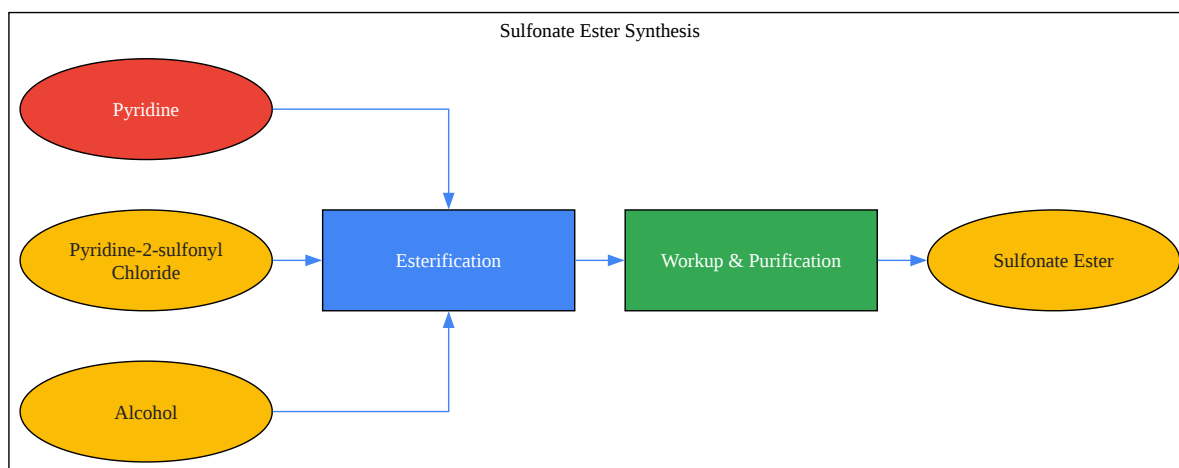 Sulfonate Ester Synthesis
Pyridine
Pyridine-2-sulfonyl
Chloride
Esterification
Workup & Purification
Sulfonate Ester
Alcohol